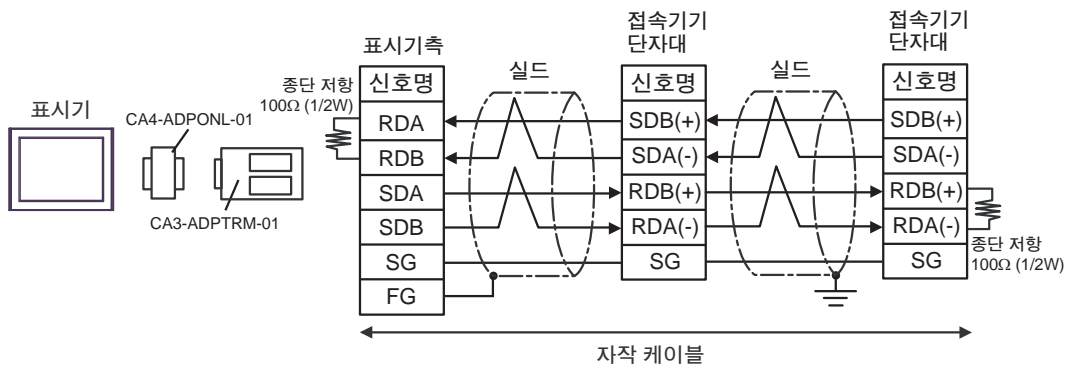 표시기
CA4-ADPONL-01
CA3-ADPTRM-01
종단 저항
100Ω (1/2W)
표시기측
신호명
RDA
RDB
SDA
SDB
SG
FG
실드
접속기기
단자대
신호명
SDB(+)
SDA(-)
RDB(+)
RDA(-)
SG
실드
접속기기
단자대
신호명
SDB(+)
SDA(-)
RDB(+)
RDA(-)
SG
종단 저항
100Ω (1/2W)
자작 케이블